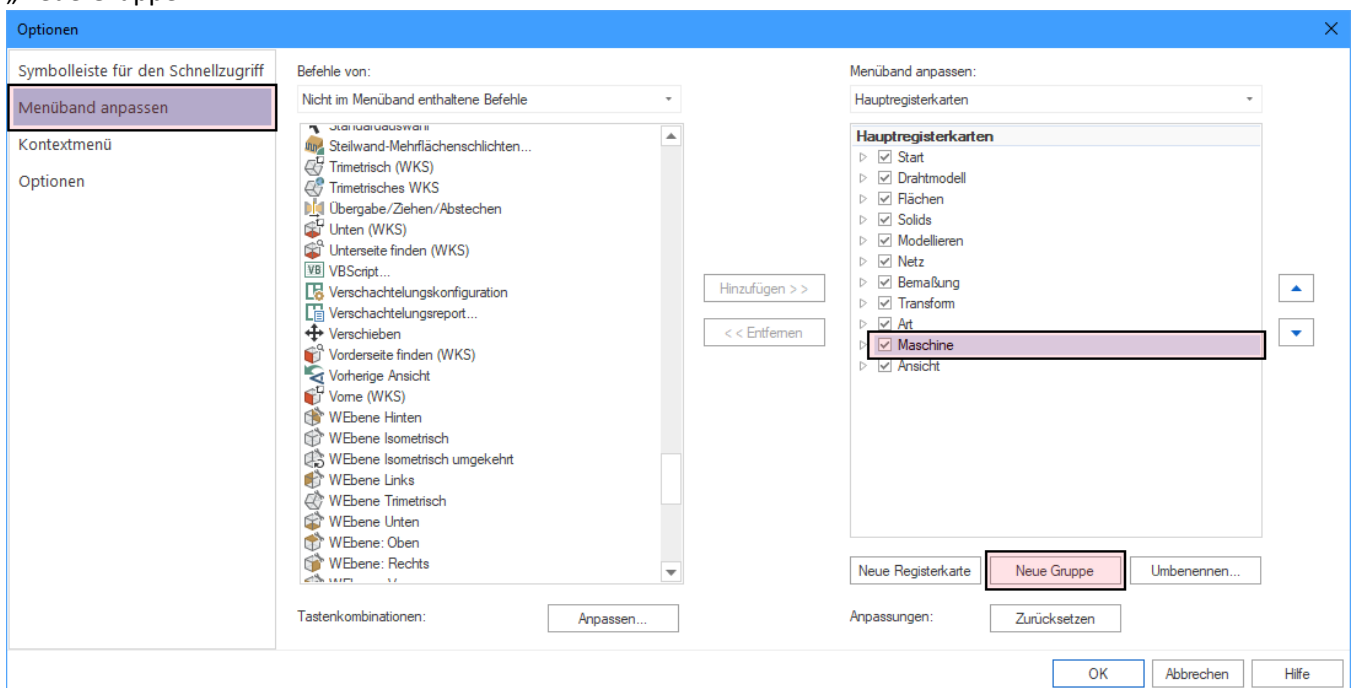 Optionen
Symbolleiste für den Schnellzugriff
Menüband anpassen
Kontextmenü
Optionen
Befehle von:
Nicht im Menüband enthaltene Befehle
Steilwand-Mehrflächenschlichten...
Trimetrisch (WKS)
Trimetrisches WKS
Übergabe/Ziehen/Abstechen
Unten (WKS)
Unterseite finden (WKS)
VB VBScript...
Verschachtelungskonfiguration
Verschachtelungsreport...
Verschieben
Vorderseite finden (WKS)
Vorherige Ansicht
Vorne (WKS)
WEbene Hinten
WEbene Isometrisch
WEbene Isometrisch umgekehrt
WEbene Links
WEbene Trimetrisch
WEbene Unten
WEbene: Oben
WEbene: Rechts
Tastenkombinationen:
Anpassen...
Hinzufügen > >
< < Entfernen
Menüband anpassen:
Hauptregisterkarten
Hauptregisterkarten
Start
Drahtmodell
Flächen
Solids
Modellieren
Netz
Bemaßung
Transform
Art
Maschine
Ansicht
Neue Registerkarte
Neue Gruppe
Umbenennen...
Anpassungen:
Zurücksetzen
OK
Abbrechen
Hilfe